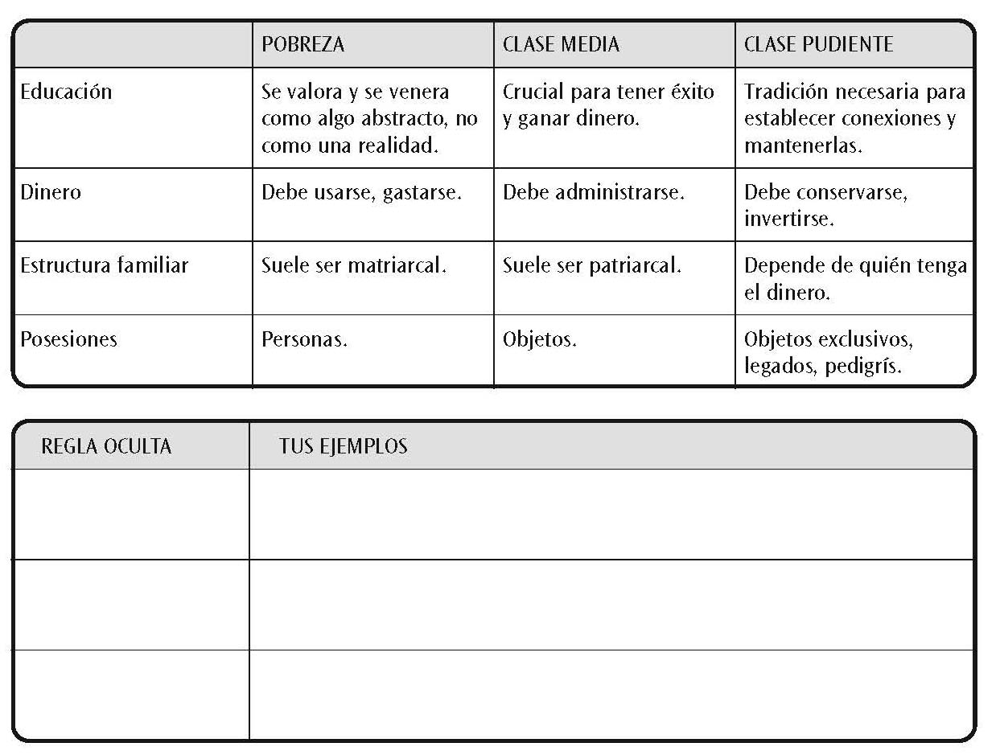 POBREZA CLASE MEDIA CLASE PUDIENTE
Educación Se valora y se venera Crucial para tener éxito Tradición necesaria para
como algo abstracto, no y ganar dinero. establecer conexiones y
como una realidad. mantenerlas.
Dinero Debe usarse, gastarse. Debe administrarse. Debe conservarse,
invertirse.
Estructura familiar Suele ser matriarcal. Suele ser patriarcal. Depende de quién tenga
el dinero.
Posesiones Personas. Objetos. Objetos exclusivos,
legados, pedigrís.
REGLA OCULTA TUS EJEMPLOS